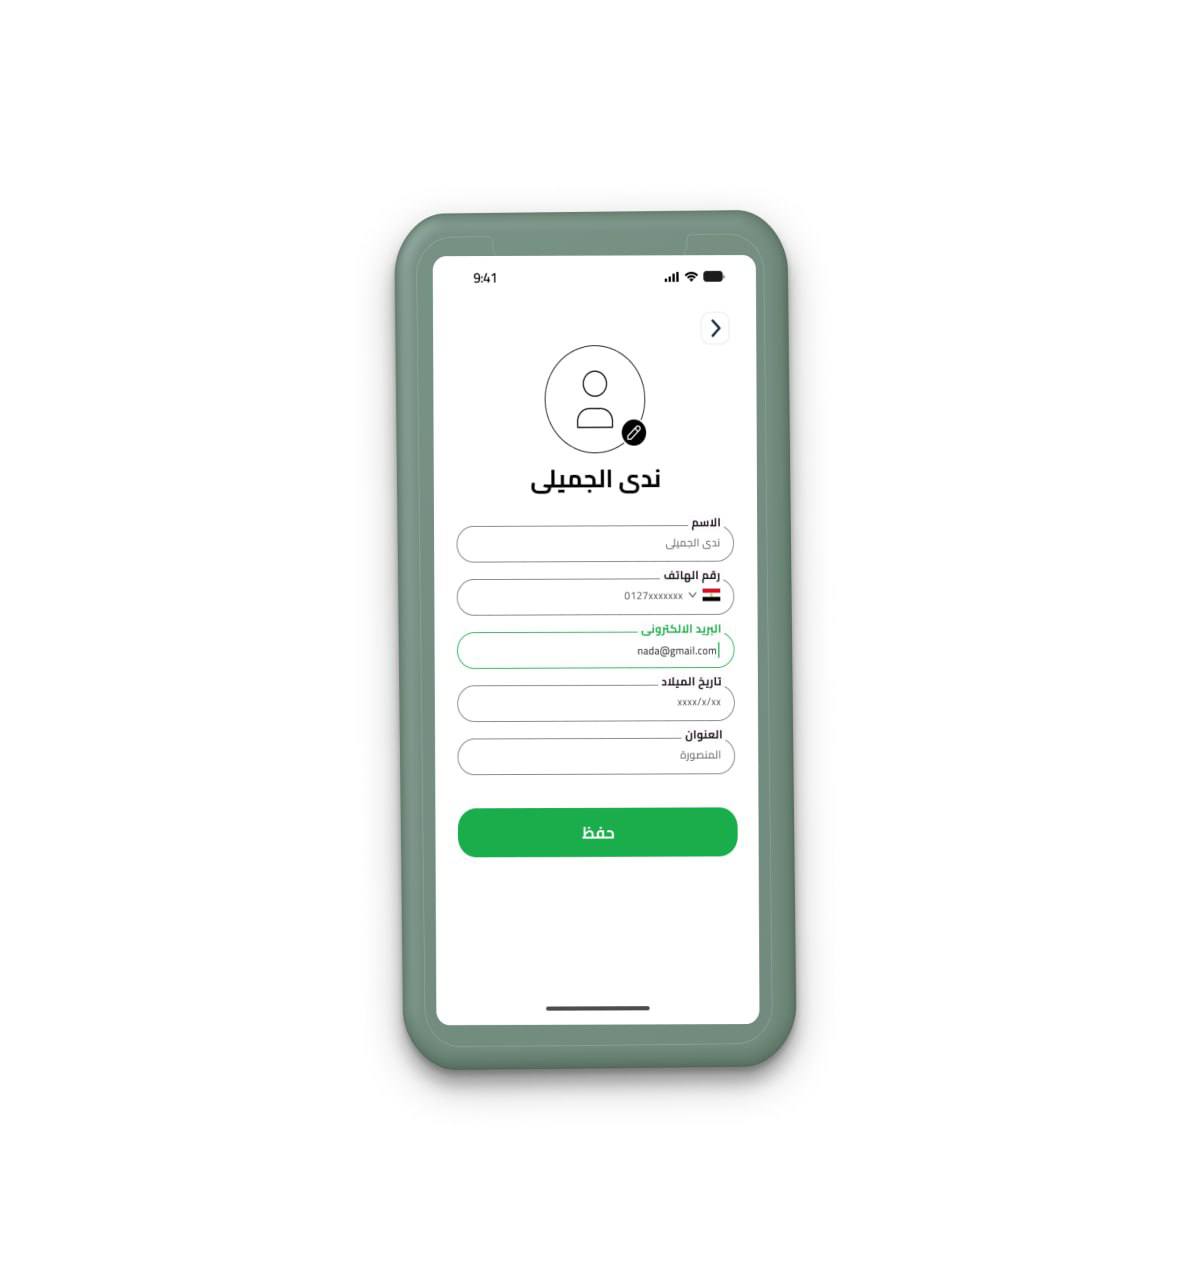 9:41
ندى الجميلى
الاسم
ندى الجميلى
رقم الهاتف
0127xxxxxxx
البريد الالكترونى
nada@gmail.com
تاريخ الميلاد
xxxx/x/xx
العنوان
المنصورة
حفظ